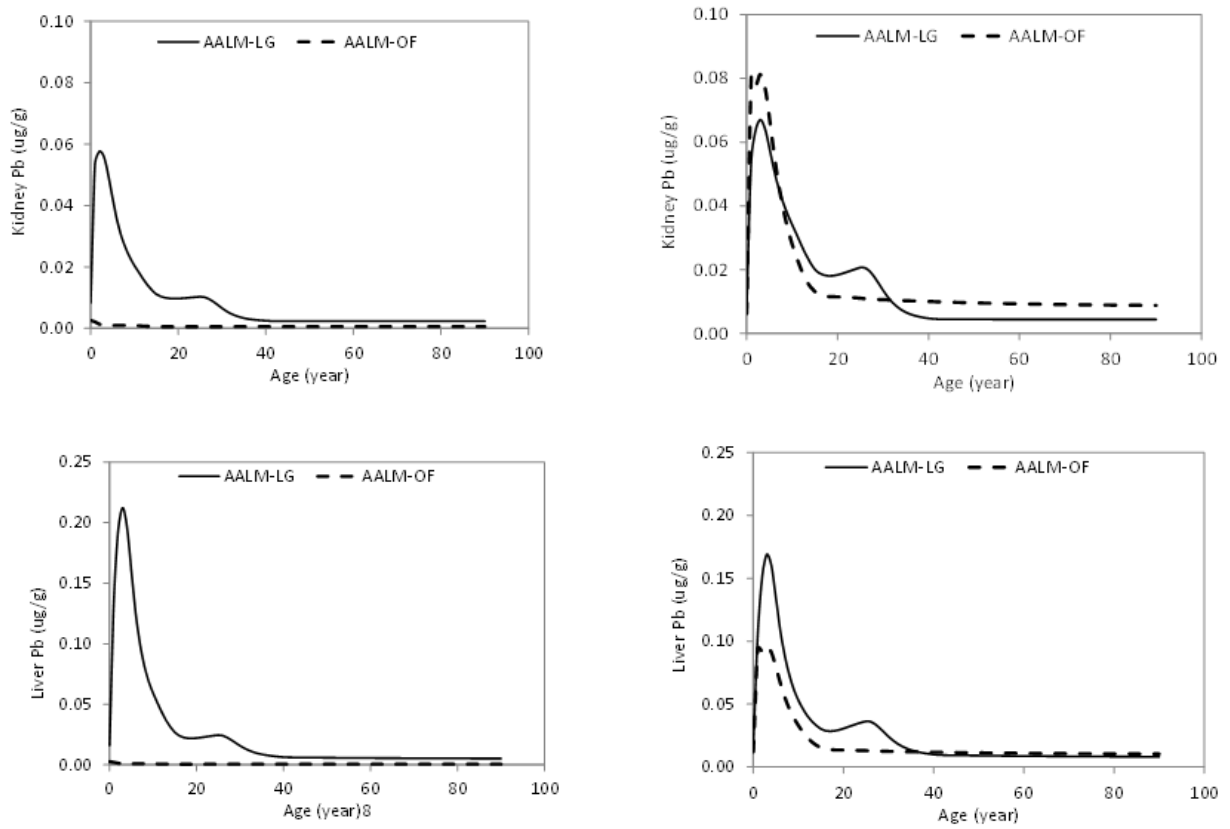 0.10
AALM-LG AALM-OF
0.08
0.06
0.04
0.02
0.00
Kidney Pb (ug/g)
0 20 40 60 80 100
Age (year)
0.10
AALM-LG AALM-OF
0.08
0.06
0.04
0.02
0.00
Kidney Pb (ug/g)
0 20 40 60 80 100
Age (year)
0.25
AALM-LG AALM-OF
0.20
0.15
0.10
0.05
0.00
Liver Pb (ug/g)
0 20 40 60 80 100
Age (year)8
0.25
AALM-LG AALM-OF
0.20
0.15
0.10
0.05
0.00
Liver Pb (ug/g)
0 20 40 60 80 100
Age (year)